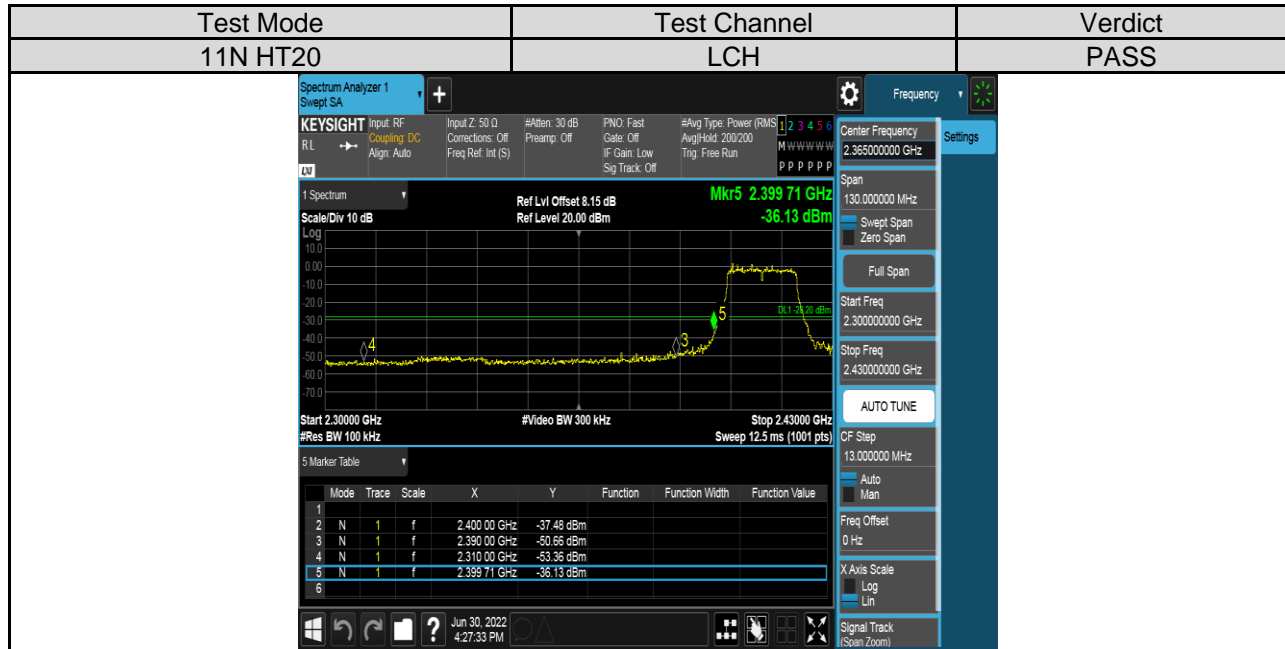 Test Mode Test Channel Verdict
11N HT20 LCH PASS
Spectrum Analyzer 1
Swept SA
+
Frequency
KEYSIGHT
RL
LXI
Input: RF
Coupling: DC
Align: Auto
Input Z: 50 Ω
Corrections: Off
Freq Ref: Int (S)
#Atten: 30 dB
Preamp: Off
PNO: Fast
Gate: Off
IF Gain: Low
Sig Track: Off
#Avg Type: Power (RMS
Avg|Hold: 200/200
Trig: Free Run
1 2 3 4 5 6
M W W W W W
P P P P P P
1 Spectrum
Scale/Div 10 dB
Ref Lvl Offset 8.15 dB
Ref Level 20.00 dBm
Mkr5 2.399 71 GHz
-36.13 dBm
Log
10.0
0.00
-10.0
-20.0
-30.0
-40.0
-50.0
-60.0
-70.0
DL1 -28.20 dBm
4
3
5
Start 2.30000 GHz #Video BW 300 kHz Stop 2.43000 GHz
#Res BW 100 kHz Sweep 12.5 ms (1001 pts)
5 Marker Table
Mode Trace Scale X Y Function Function Width Function Value
1
2 N 1 f 2.400 00 GHz -37.48 dBm
3 N 1 f 2.390 00 GHz -50.66 dBm
4 N 1 f 2.310 00 GHz -53.36 dBm
5 N 1 f 2.399 71 GHz -36.13 dBm
6
?
Jun 30, 2022
4:27:33 PM
Center Frequency
2.365000000 GHz
Settings
Span
130.000000 MHz
Swept Span
Zero Span
Full Span
Start Freq
2.300000000 GHz
Stop Freq
2.430000000 GHz
AUTO TUNE
CF Step
13.000000 MHz
Auto
Man
Freq Offset
0 Hz
X Axis Scale
Log
Lin
Signal Track
(Span Zoom)